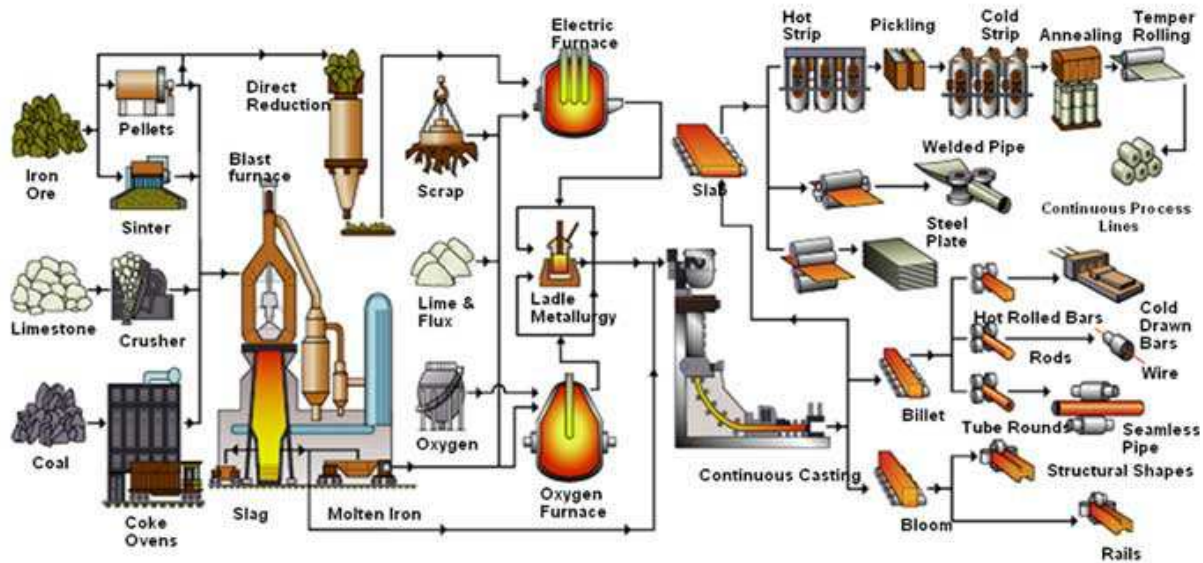 Electric
Furnace
Hot
Strip
Pickling
Cold
Strip
Annealing
Temper
Rolling
Direct
Reduction
Pellets
Iron
Ore
Sinter
Blast
furnace
Scrap
Slab
Welded Pipe
Continuous Process
Lines
Steel
Plate
Limestone
Crusher
Lime &
Flux
Ladle
Metallurgy
Hot Rolled Bars
Cold
Drawn
Bars
Rods
Wire
Billet
Coal
Oxygen
Tube Rounds
Seamless
Pipe
Continuous Casting
Structural Shapes
Coke
Ovens
Slag
Molten Iron
Oxygen
Furnace
Bloom
Rails